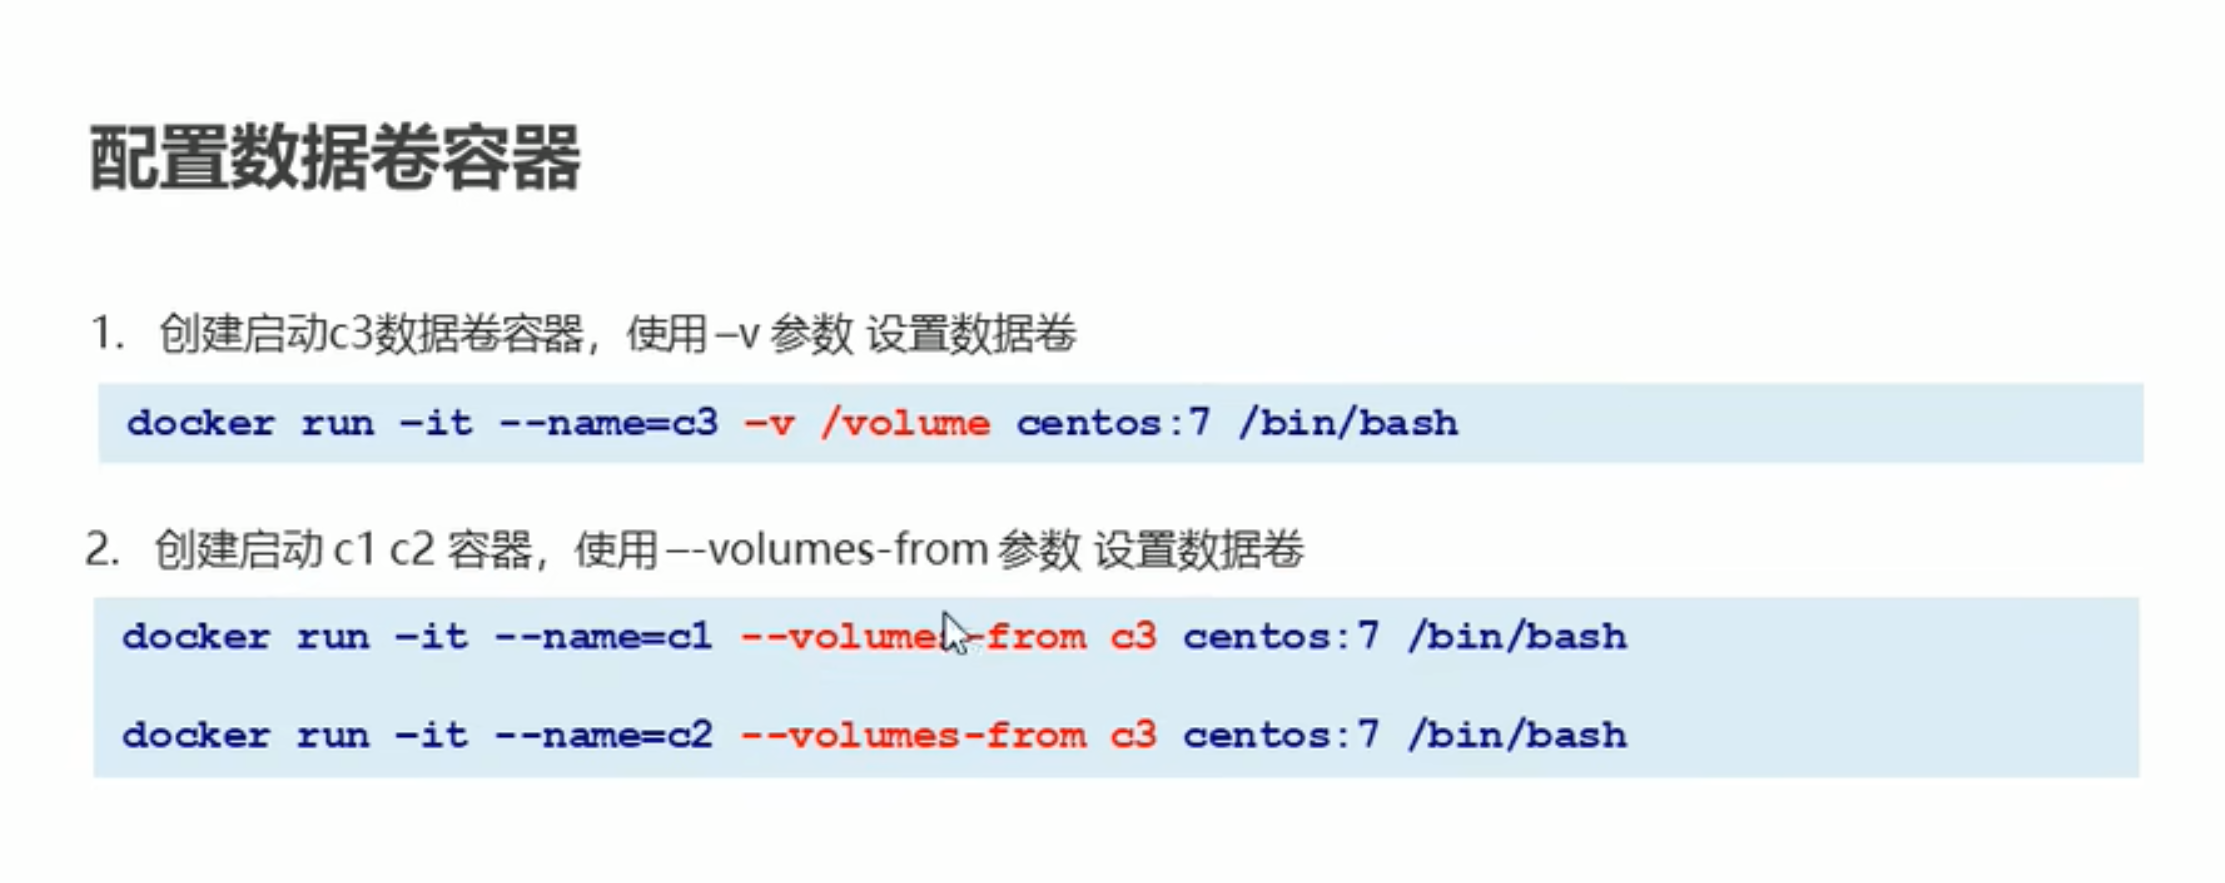 配置数据卷容器
1. 创建启动c3数据卷容器，使用 –v 参数 设置数据卷
docker run –it --name=c3 –v /volume centos:7 /bin/bash
2. 创建启动 c1 c2 容器，使用 –-volumes-from 参数 设置数据卷
docker run –it --name=c1 --volumes-from c3 centos:7 /bin/bash
docker run –it --name=c2 --volumes-from c3 centos:7 /bin/bash